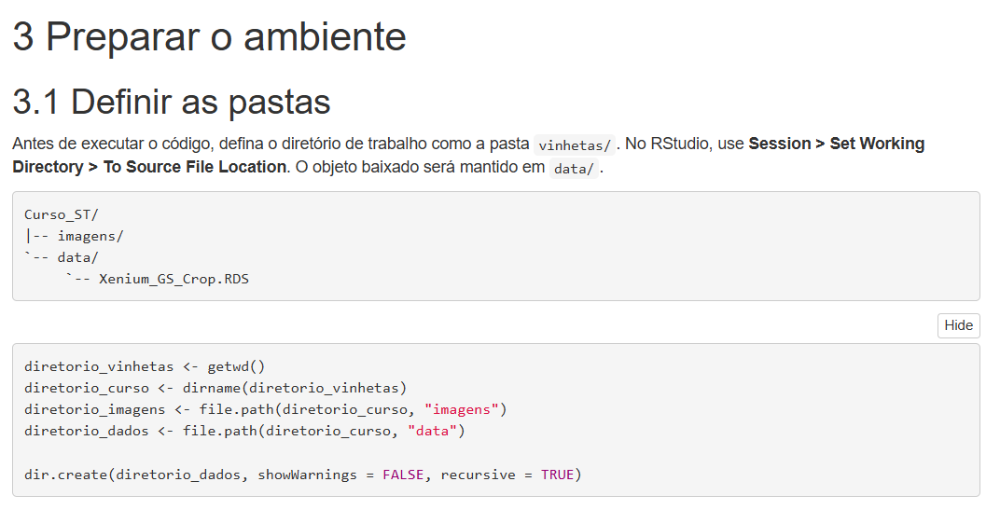 3 Preparar o ambiente
3.1 Definir as pastas
Antes de executar o código, defina o diretório de trabalho como a pasta vinhetas/ . No RStudio, use Session > Set Working
Directory > To Source File Location. O objeto baixado será mantido em data/ .
Curso_ST/
|-- imagens/
`-- data/
     `-- Xenium_GS_Crop.RDS
Hide
diretorio_vinhetas <- getwd()
diretorio_curso <- dirname(diretorio_vinhetas)
diretorio_imagens <- file.path(diretorio_curso, "imagens")
diretorio_dados <- file.path(diretorio_curso, "data")
dir.create(diretorio_dados, showWarnings = FALSE, recursive = TRUE)